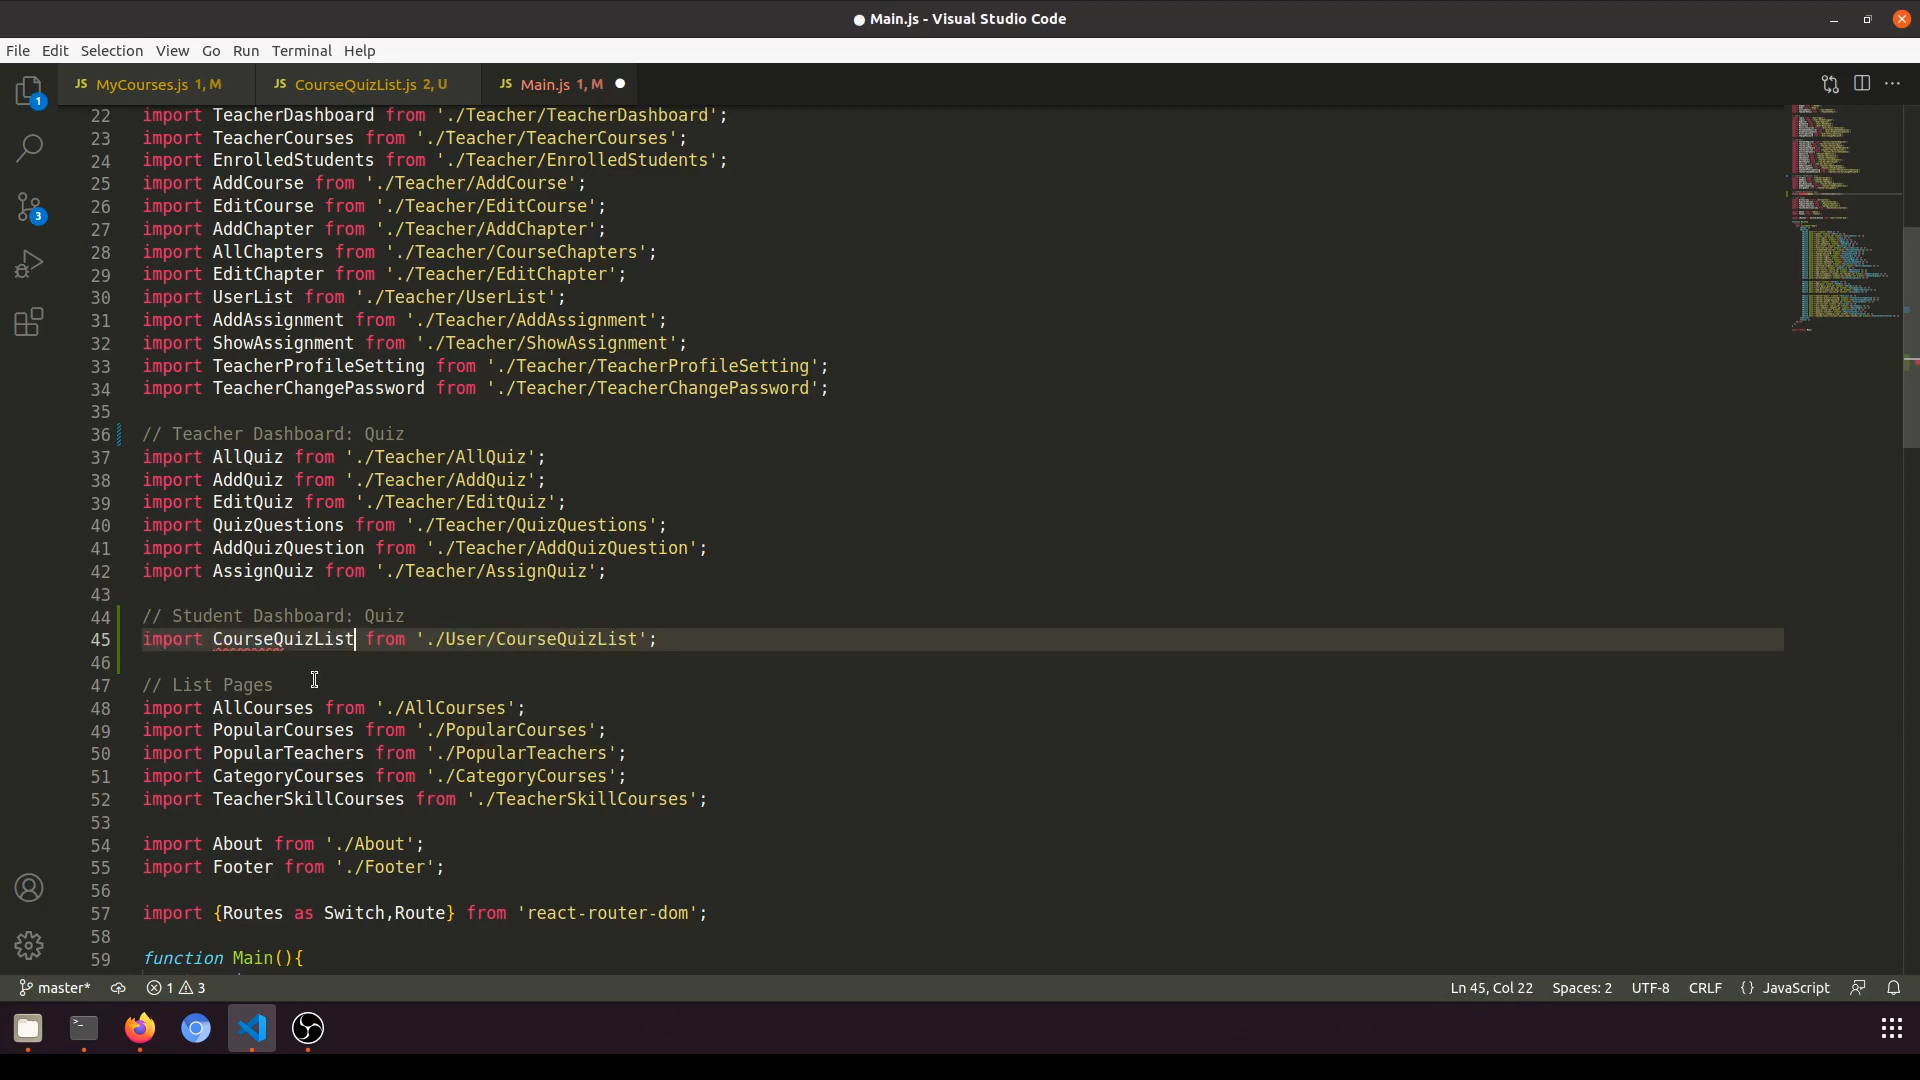 Main.js - Visual Studio Code
File Edit Selection View Go Run Terminal Help
JS MyCourses.js 1, M JS CourseQuizList.js 2, U JS Main.js 1, M
22 import TeacherDashboard from './Teacher/TeacherDashboard';
23 import TeacherCourses from './Teacher/TeacherCourses';
24 import EnrolledStudents from './Teacher/EnrolledStudents';
25 import AddCourse from './Teacher/AddCourse';
26 import EditCourse from './Teacher/EditCourse';
27 import AddChapter from './Teacher/AddChapter';
28 import AllChapters from './Teacher/CourseChapters';
29 import EditChapter from './Teacher/EditChapter';
30 import UserList from './Teacher/UserList';
31 import AddAssignment from './Teacher/AddAssignment';
32 import ShowAssignment from './Teacher/ShowAssignment';
33 import TeacherProfileSetting from './Teacher/TeacherProfileSetting';
34 import TeacherChangePassword from './Teacher/TeacherChangePassword';
35
36 // Teacher Dashboard: Quiz
37 import AllQuiz from './Teacher/AllQuiz';
38 import AddQuiz from './Teacher/AddQuiz';
39 import EditQuiz from './Teacher/EditQuiz';
40 import QuizQuestions from './Teacher/QuizQuestions';
41 import AddQuizQuestion from './Teacher/AddQuizQuestion';
42 import AssignQuiz from './Teacher/AssignQuiz';
43
44 // Student Dashboard: Quiz
45 import CourseQuizList from './User/CourseQuizList';
46
47 // List Pages
48 import AllCourses from './AllCourses';
49 import PopularCourses from './PopularCourses';
50 import PopularTeachers from './PopularTeachers';
51 import CategoryCourses from './CategoryCourses';
52 import TeacherSkillCourses from './TeacherSkillCourses';
53
54 import About from './About';
55 import Footer from './Footer';
56
57 import {Routes as Switch,Route} from 'react-router-dom';
58
59 function Main(){
1
3
master* 1 3 Ln 45, Col 22 Spaces: 2 UTF-8 CRLF {} JavaScript